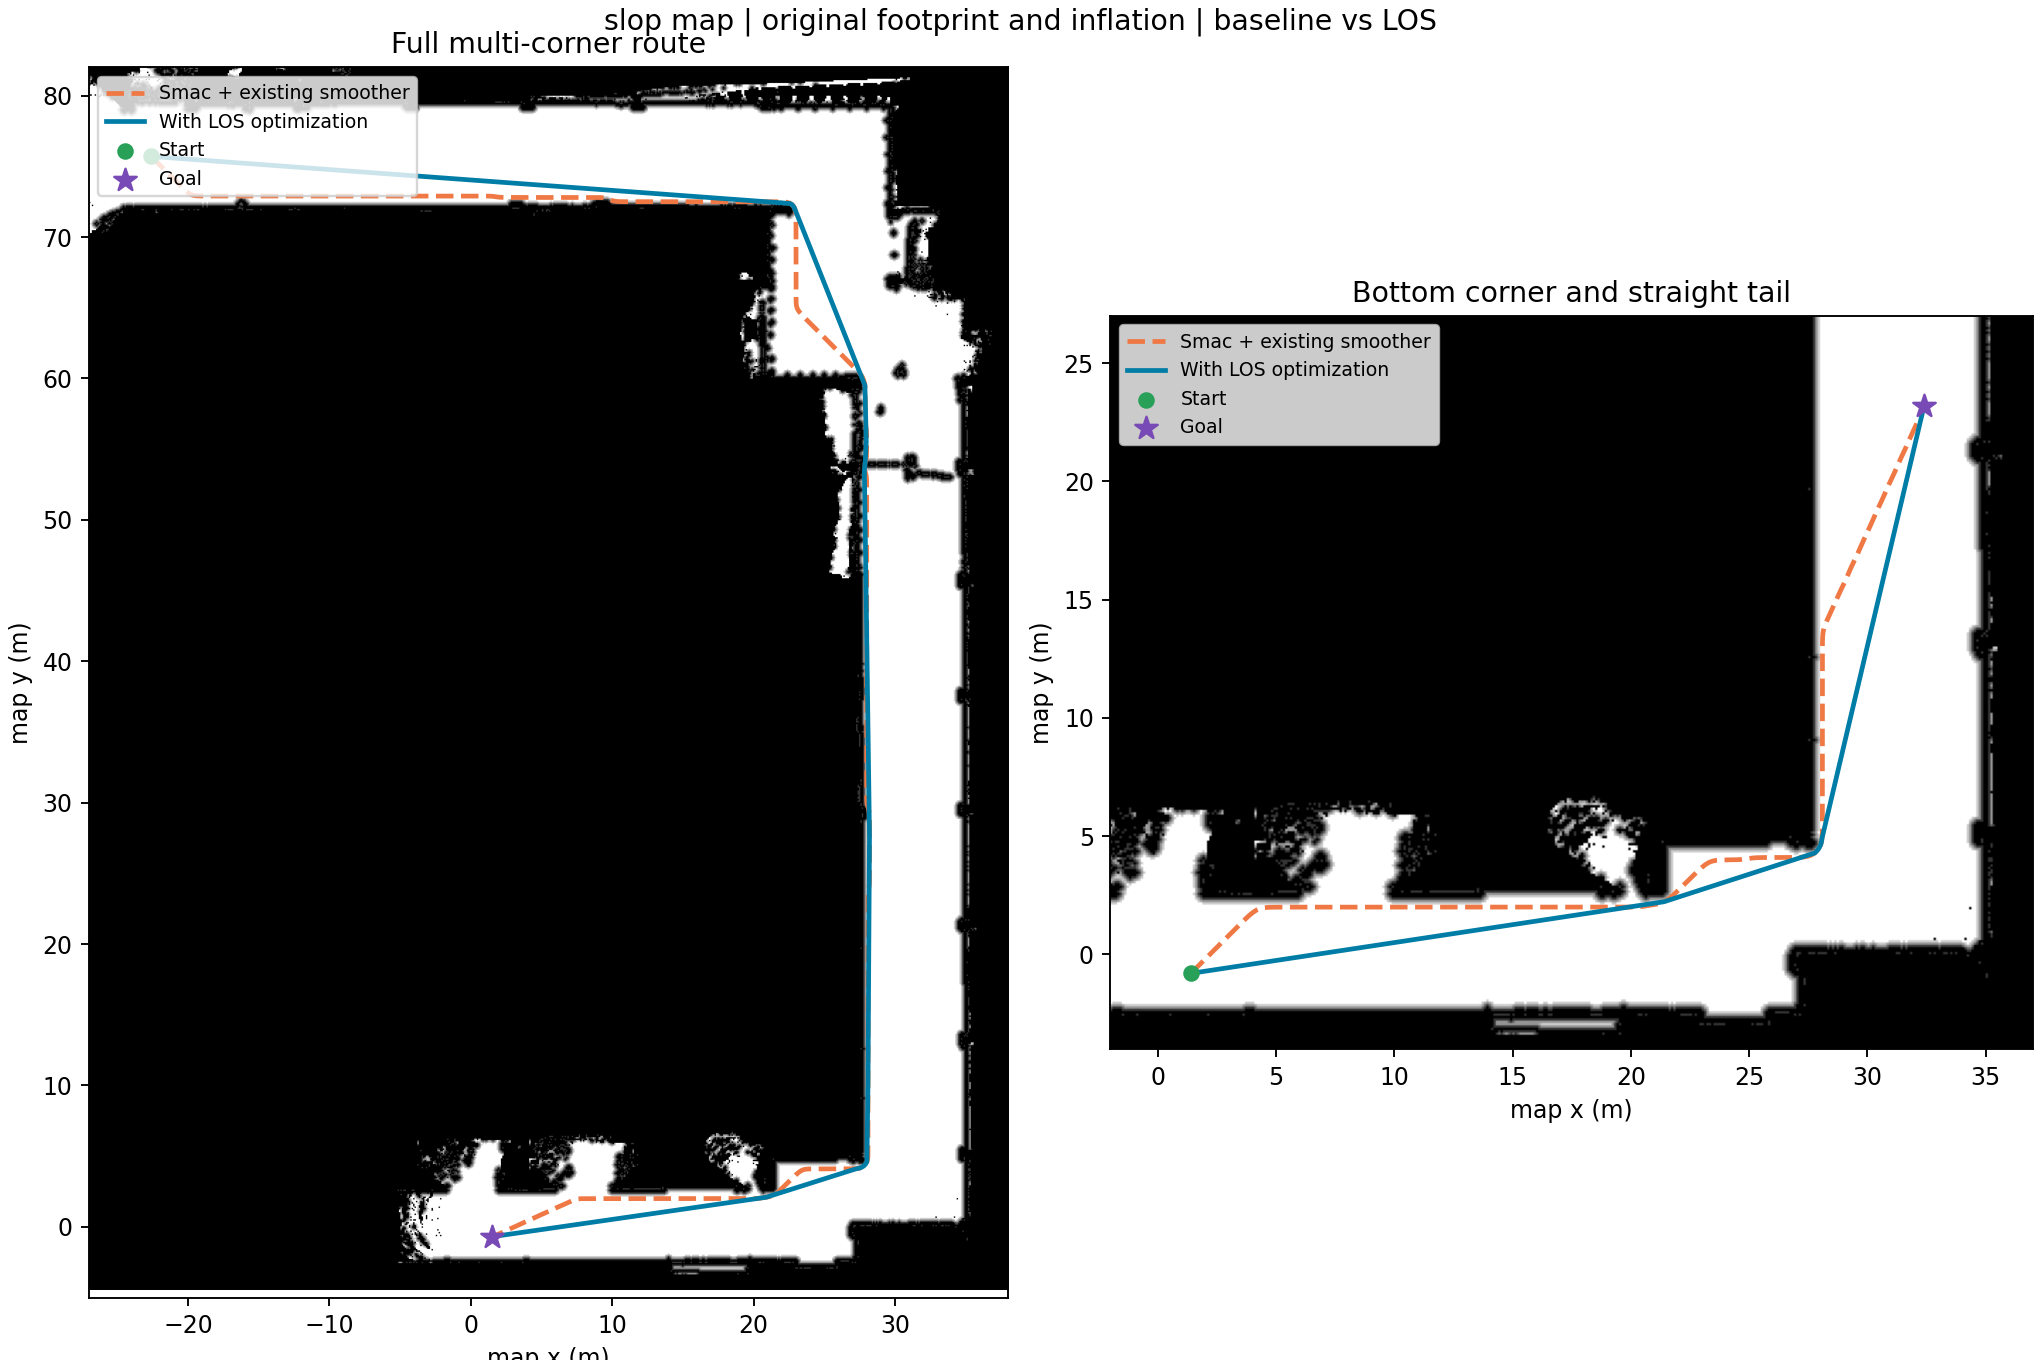 slop map | original footprint and inflation | baseline vs LOS
Full multi-corner route
Smac + existing smoother
With LOS optimization
Start
Goal
80
70
60
50
40
30
20
10
0
map y (m)
−20
−10
0
10
20
30
map x (m)
Bottom corner and straight tail
Smac + existing smoother
With LOS optimization
Start
Goal
25
20
15
10
5
0
map y (m)
0
5
10
15
20
25
30
35
map x (m)